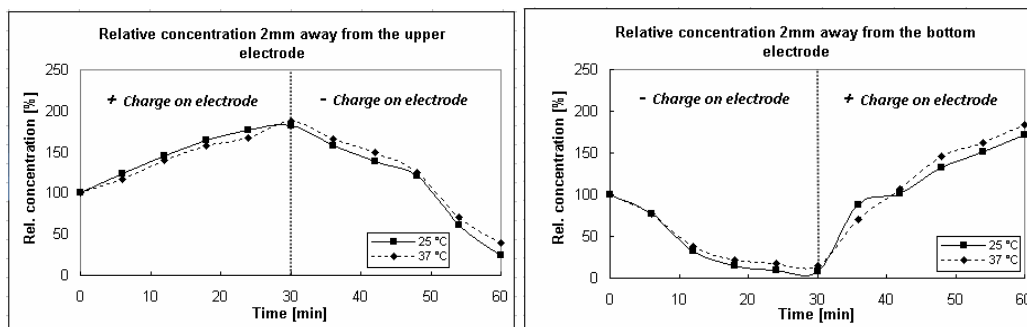 Relative concentration 2mm away from the upper
electrode
250
200
150
100
50
0
Rel. concentration [%]
+ Charge on electrode
- Charge on electrode
25 °C
37 °C
0
10
20
30
40
50
60
Time [min]
Relative concentration 2mm away from the bottom
electrode
250
200
150
100
50
0
Rel. concentration [%]
- Charge on electrode
+ Charge on electrode
25 °C
37 °C
0
10
20
30
40
50
60
Time [min]